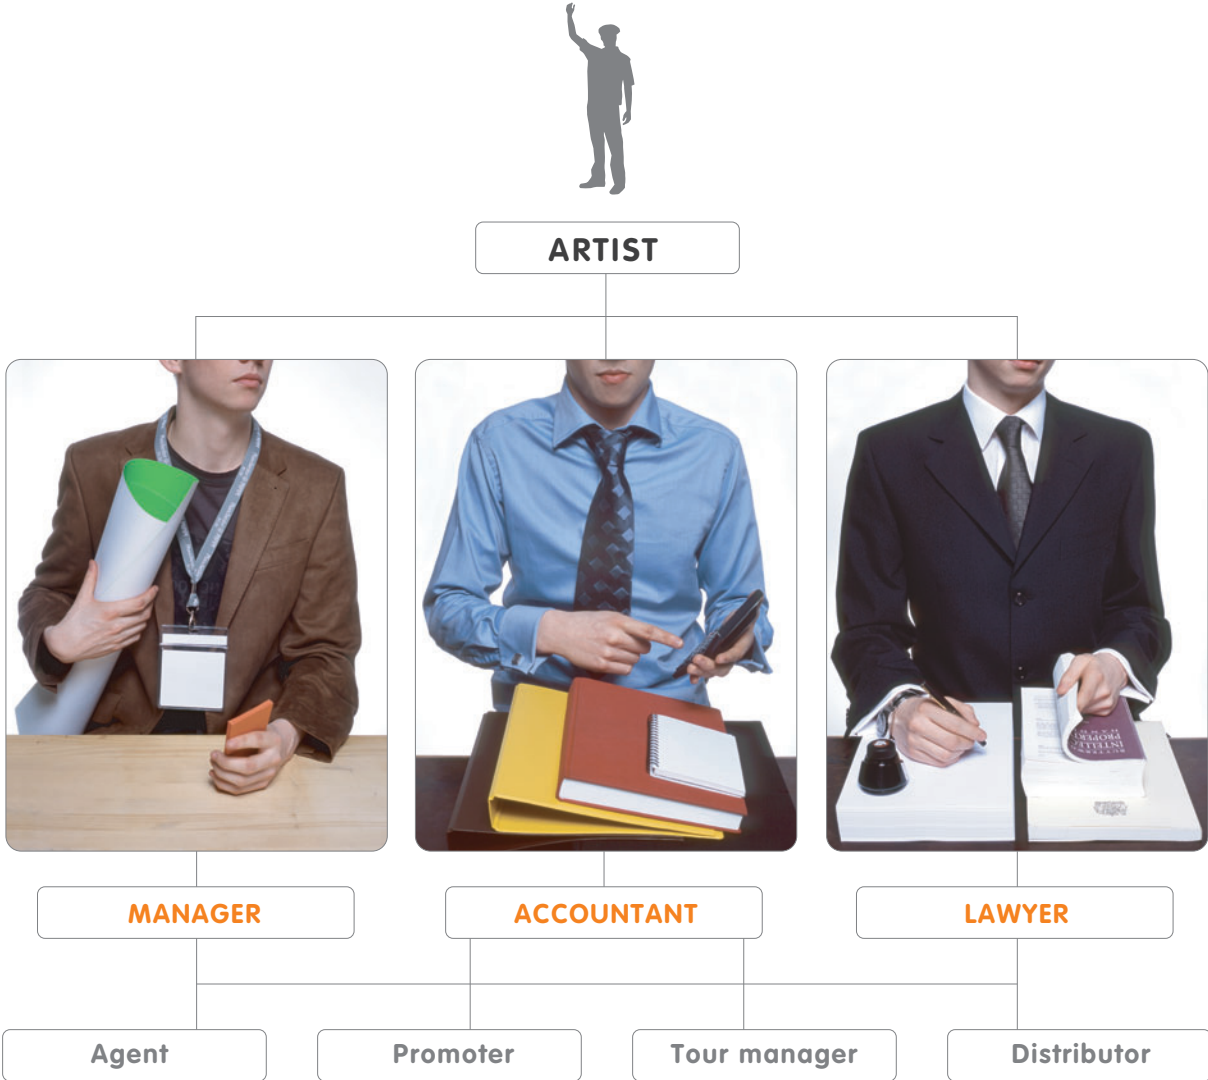 ARTIST
MANAGER
ACCOUNTANT
LAWYER
Agent
Promoter
Tour manager
Distributor